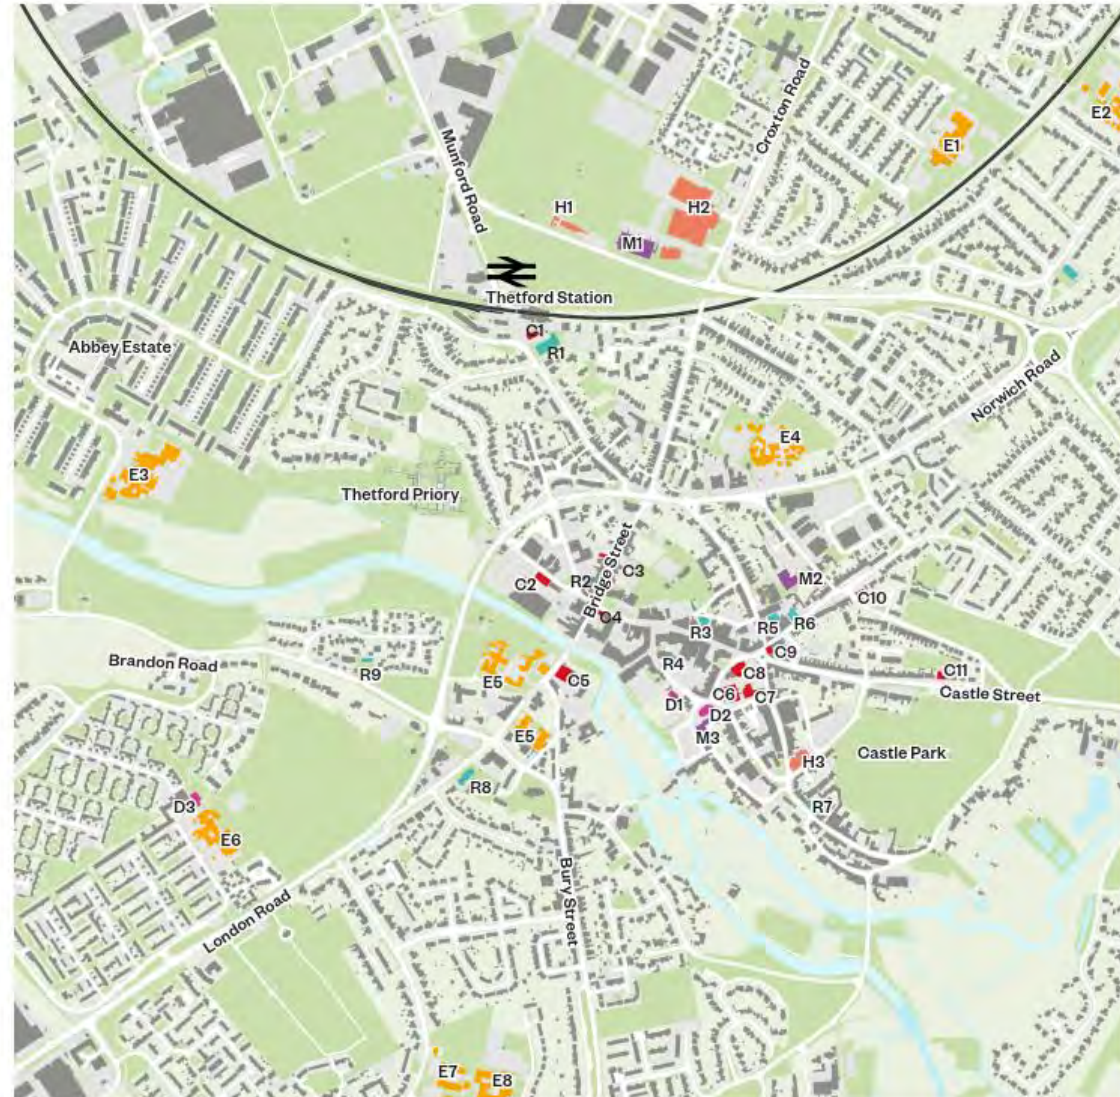 E2
Croxton Road
E1
Munford Road
H1
H2
M1
Thetford Station
C1
R1
Abbey Estate
Norwich Road
E4
E3
Thetford Priory
Bridge Street
C3
C2
R2
M2
C10
C4
R3
R5
R6
C9
Brandon Road
R9
R4
C8
C11
E5
C5
C6
C7
Castle Street
D1
D2
M3
E5
Castle Park
H3
R8
D3
R7
E6
Bury Street
London Road
E7
E8